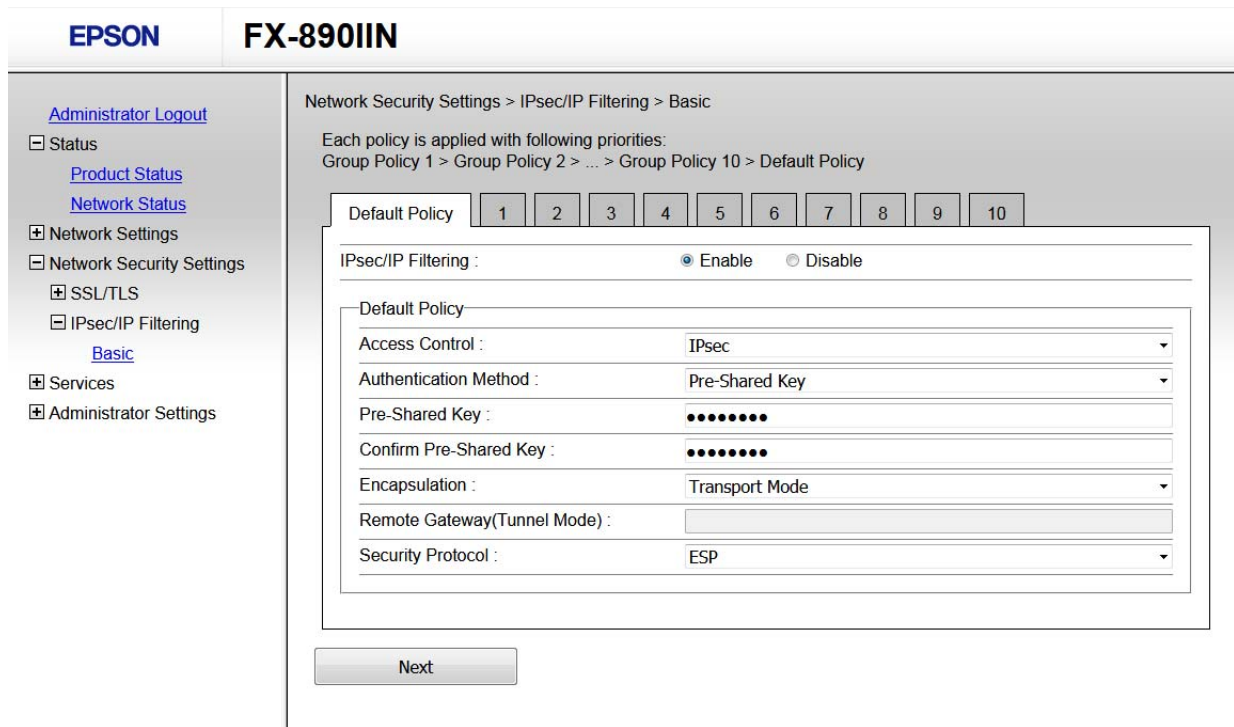 EPSON
FX-890IIN
Administrator Logout
Status
Product Status
Network Status
Network Settings
Network Security Settings
SSL/TLS
IPsec/IP Filtering
Basic
Services
Administrator Settings
Network Security Settings > IPsec/IP Filtering > Basic
Each policy is applied with following priorities:
Group Policy 1 > Group Policy 2 > ... > Group Policy 10 > Default Policy
Default Policy 1 2 3 4 5 6 7 8 9 10
IPsec/IP Filtering : Enable Disable
Default Policy
Access Control : IPsec
Authentication Method : Pre-Shared Key
Pre-Shared Key : ●●●●●●●●
Confirm Pre-Shared Key : ●●●●●●●●
Encapsulation : Transport Mode
Remote Gateway(Tunnel Mode) :
Security Protocol : ESP
Next